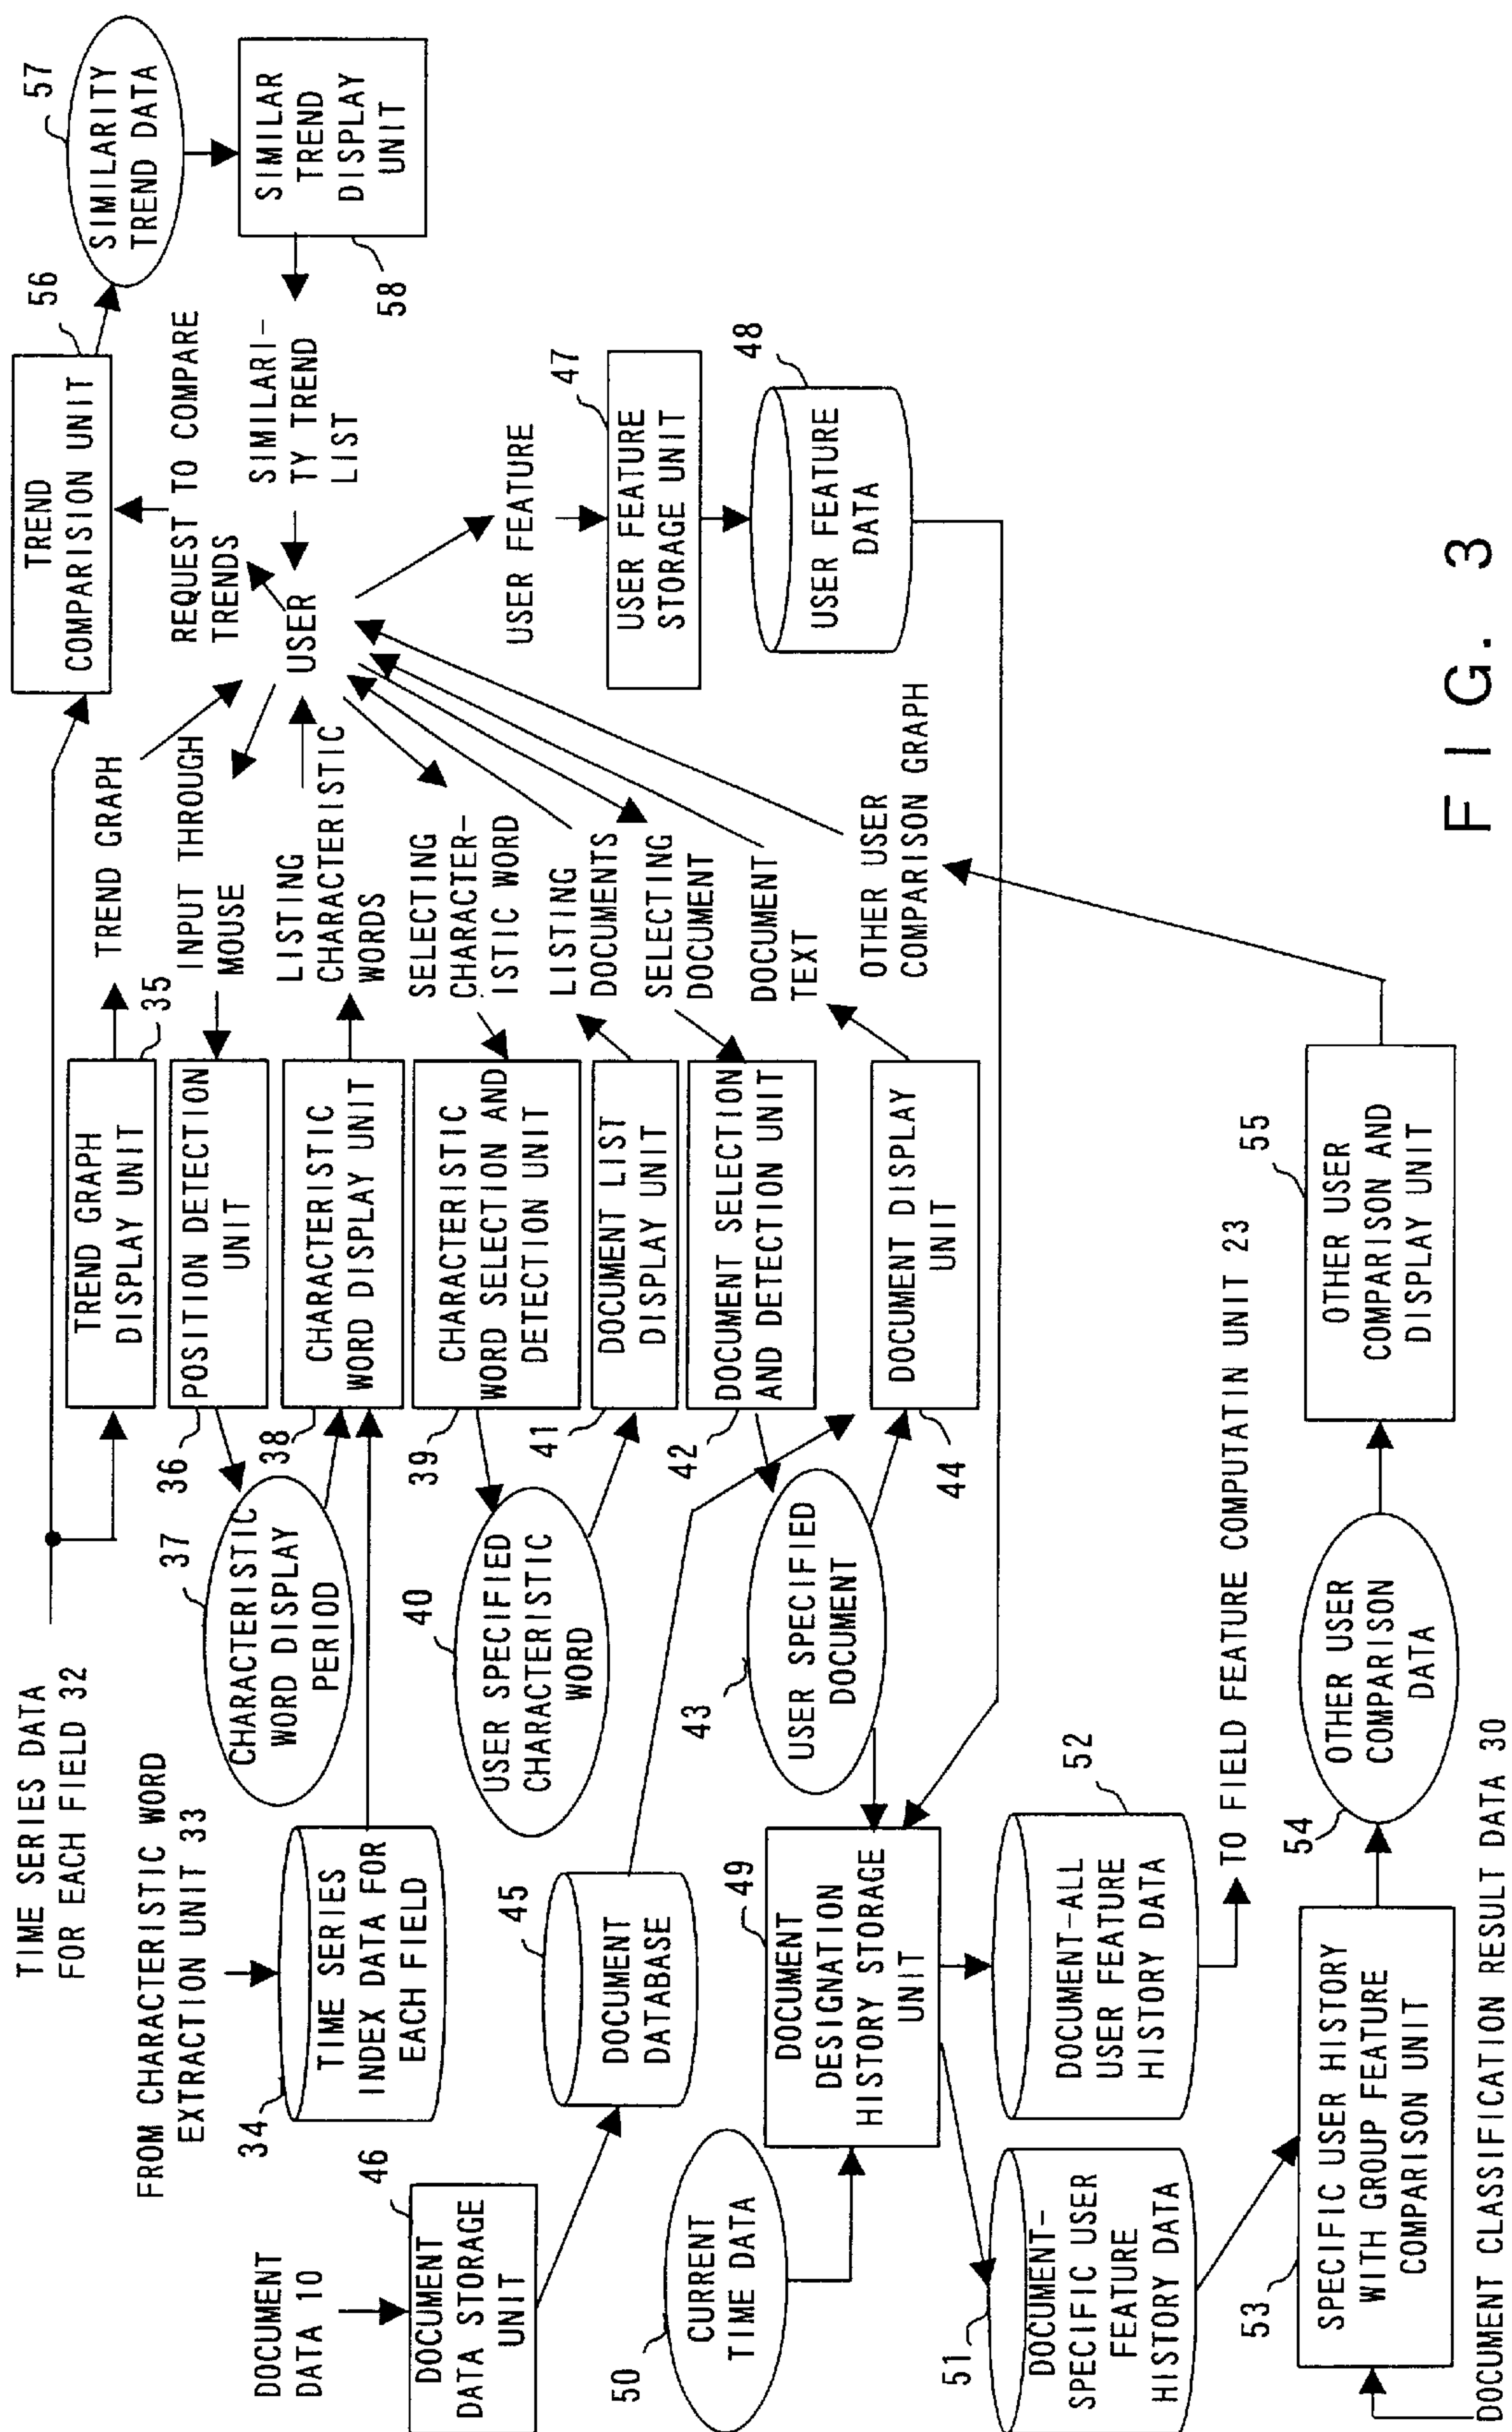 TIME SERIES DATA
FOR EACH FIELD 32
FROM CHARACTERISTIC WORD
EXTRACTION UNIT 33
34
TIME SERIES
INDEX DATA FOR
EACH FIELD
DOCUMENT
DATA 10
46
DOCUMENT
DATA STORAGE
UNIT
45
DOCUMENT
DATABASE
50
CURRENT
TIME DATA
49
DOCUMENT
DESIGNATION
HISTORY STORAGE
UNIT
51
DOCUMENT-
SPECIFIC USER
FEATURE
HISTORY DATA
52
DOCUMENT-ALL
USER FEATURE
HISTORY DATA
TO FIELD FEATURE COMPUTATIN UNIT 23
53
SPECIFIC USER HISTORY
WITH GROUP FEATURE
COMPARISON UNIT
DOCUMENT CLASSIFICATION RESULT DATA 30
54
OTHER USER
COMPARISON
DATA
55
OTHER USER
COMPARISON AND
DISPLAY UNIT
35
TREND GRAPH
DISPLAY UNIT
36
POSITION DETECTION
UNIT
37
CHARACTERISTIC
WORD DISPLAY
PERIOD
38
CHARACTERISTIC
WORD DISPLAY UNIT
39
CHARACTERISTIC
WORD SELECTION AND
DETECTION UNIT
40
USER SPECIFIED
CHARACTERISTIC
WORD
41
DOCUMENT LIST
DISPLAY UNIT
42
DOCUMENT SELECTION
AND DETECTION UNIT
43
USER SPECIFIED
DOCUMENT
44
DOCUMENT DISPLAY
UNIT
TREND GRAPH
INPUT THROUGH
MOUSE
LISTING
CHARACTERISTIC
WORDS
SELECTING
CHARACTER-
ISTIC WORD
LISTING
DOCUMENTS
SELECTING
DOCUMENT
DOCUMENT
TEXT
OTHER USER
COMPARISON GRAPH
USER
56
TREND
COMPARISION UNIT
REQUEST TO COMPARE
TRENDS
57
SIMILARITY
TREND DATA
58
SIMILAR
TREND
DISPLAY
UNIT
SIMILARI-
TY TREND
LIST
USER FEATURE
47
USER FEATURE
STORAGE UNIT
48
USER FEATURE
DATA
FIG. 3